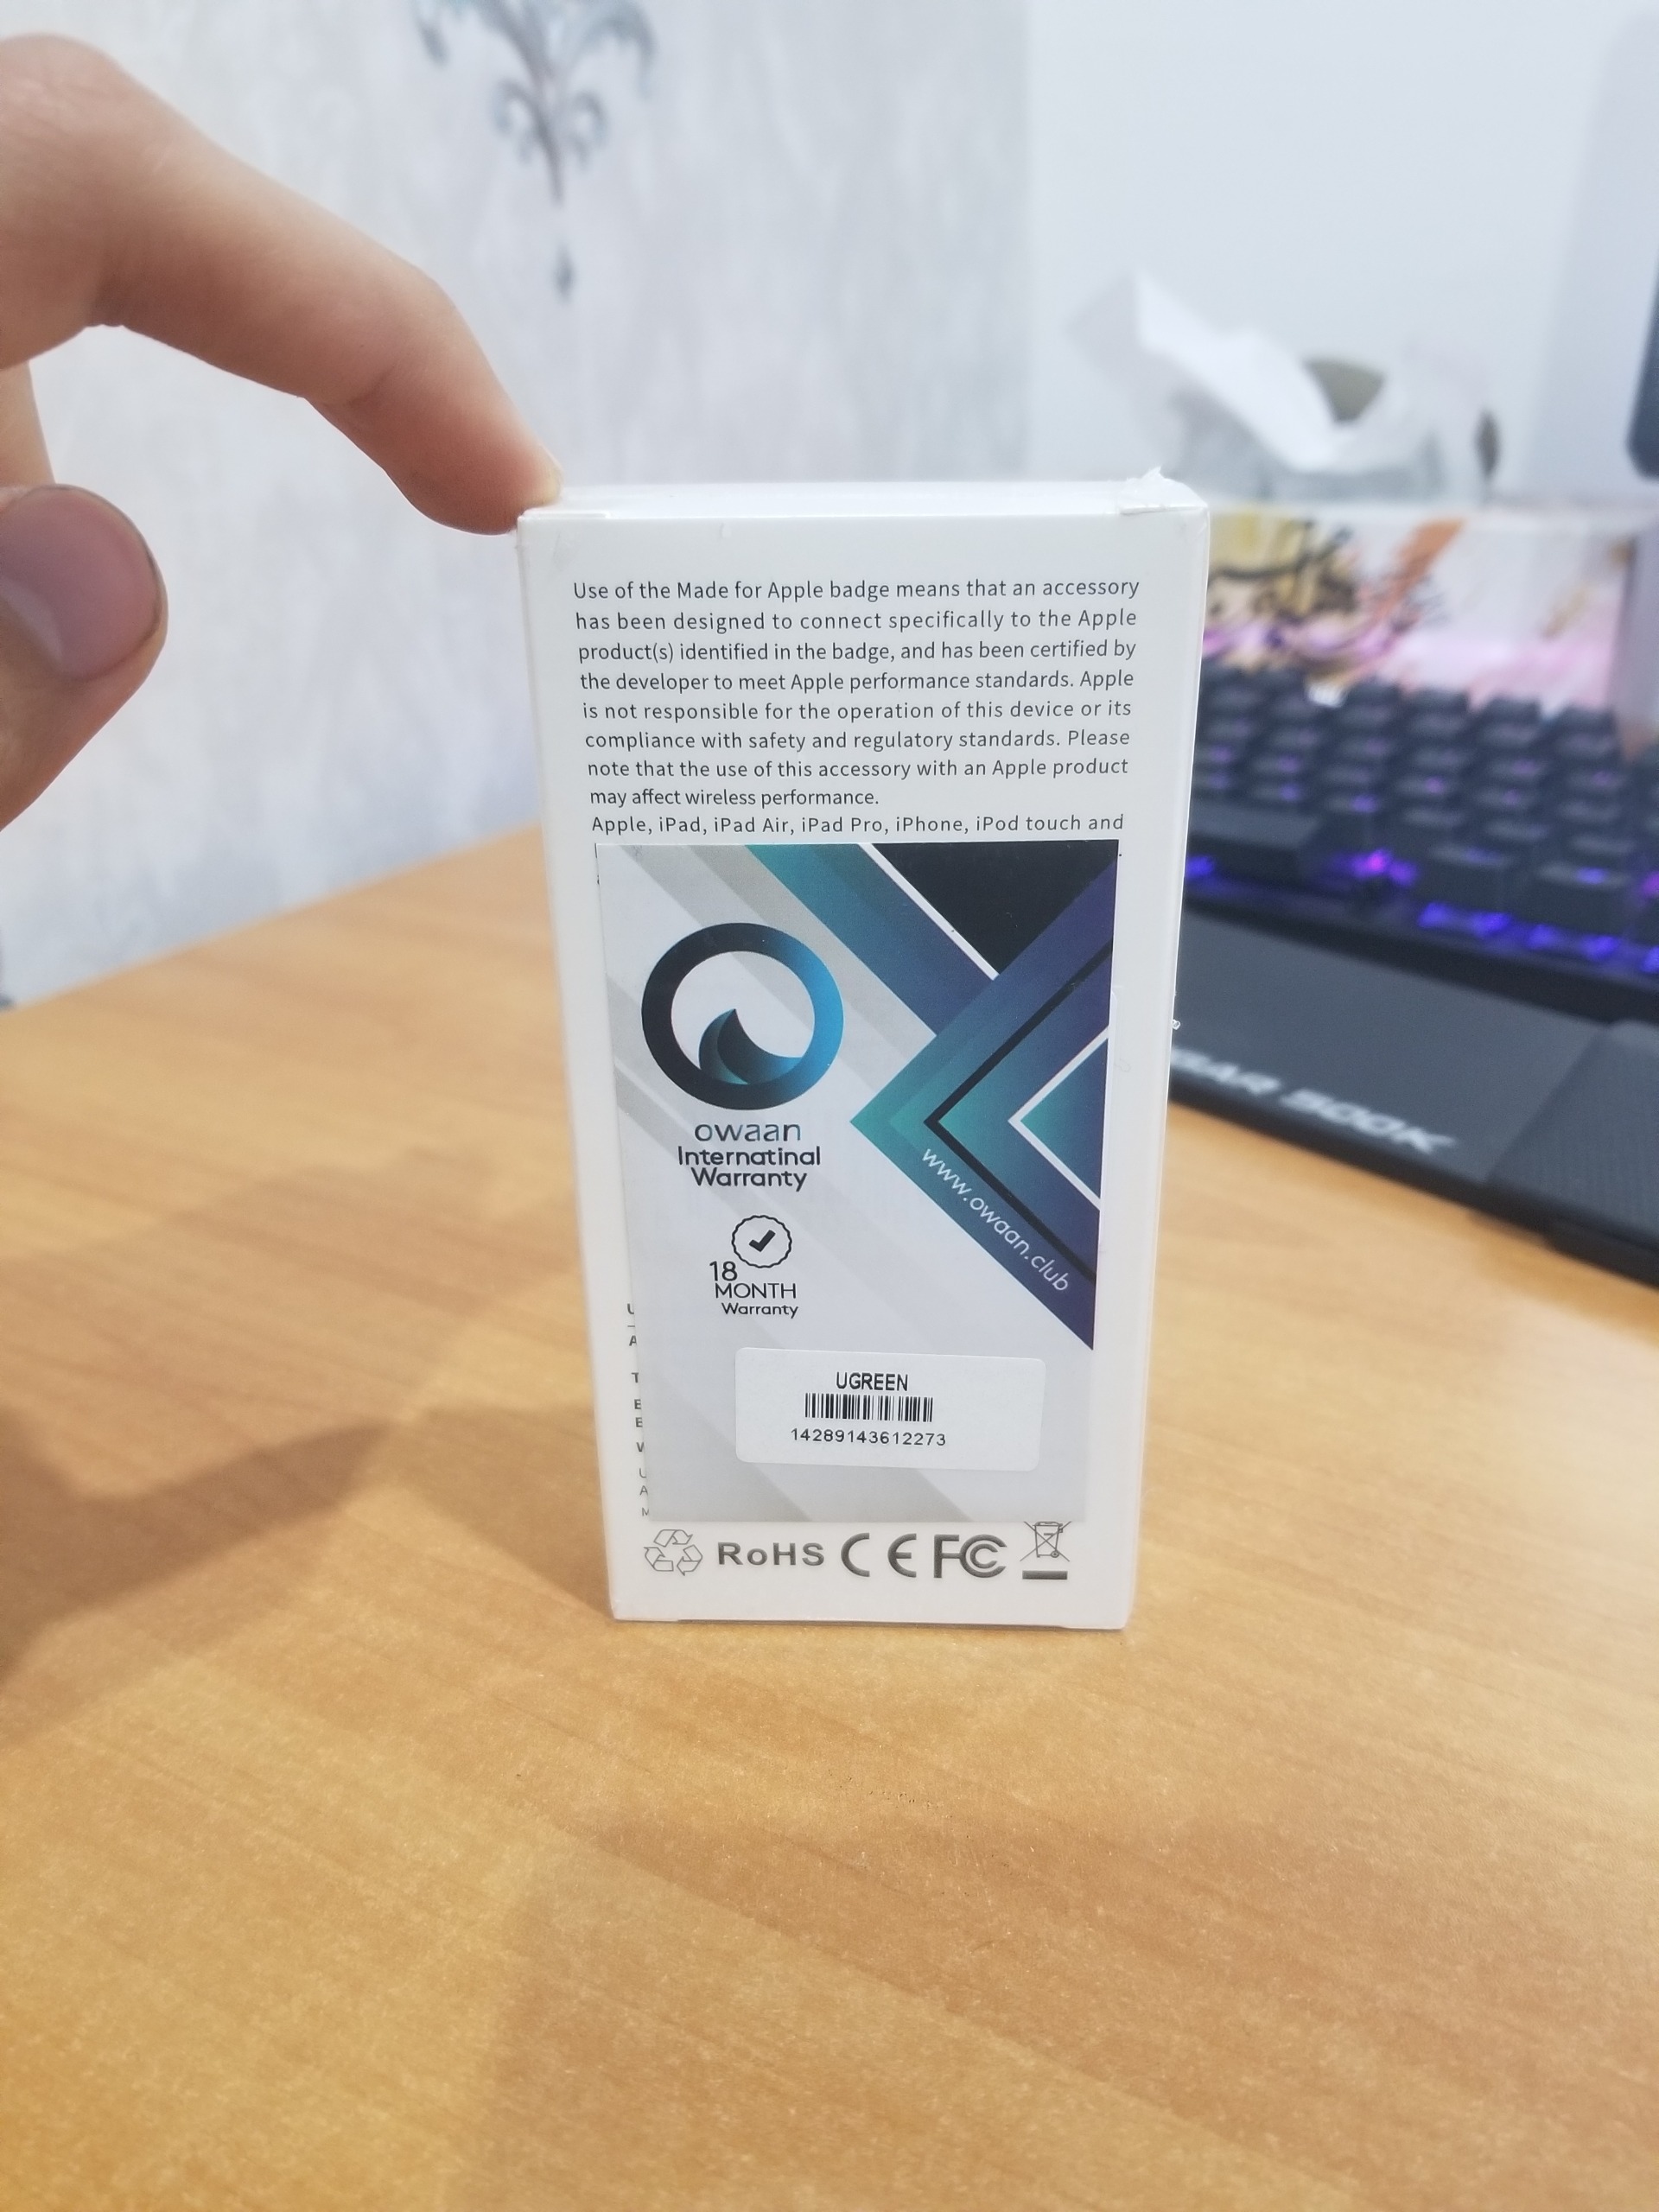 Use of the Made for Apple badge means that an accessory
has been designed to connect specifically to the Apple
product(s) identified in the badge, and has been certified by
the developer to meet Apple performance standards. Apple
is not responsible for the operation of this device or its
compliance with safety and regulatory standards. Please
note that the use of this accessory with an Apple product
may affect wireless performance.
Apple, iPad, iPad Air, iPad Pro, iPhone, iPod touch and
owaan
Internatinal
Warranty
www.owaan.club
18
MONTH
Warranty
U
A
T
E
E
W
U
A
M
UGREEN
14289143612273
RoHS CE FC
500K